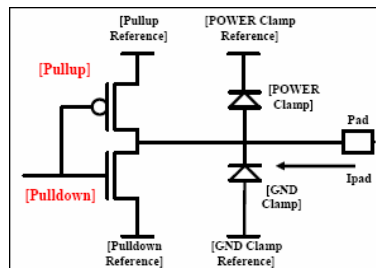 [Pullup
Reference]
[POWER Clamp
Reference]
[Pullup]
[POWER
Clamp]
Pad
Ipad
[Pulldown]
[GND
Clamp]
[Pulldown
Reference]
[GND Clamp
Reference]